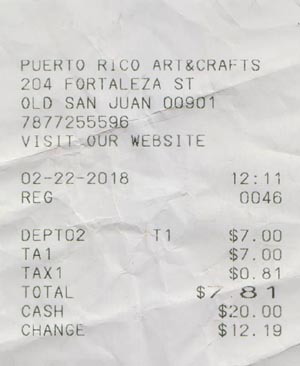 PUERTO RICO ART&CRAFTS
204 FORTALEZA ST
OLD SAN JUAN 00901
7877255596
VISIT OUR WEBSITE
02-22-2018 12:11
REG 0046
DEPT02 T1 $7.00
TA1 $7.00
TAX1 $0.81
TOTAL $7.81
CASH $20.00
CHANGE $12.19